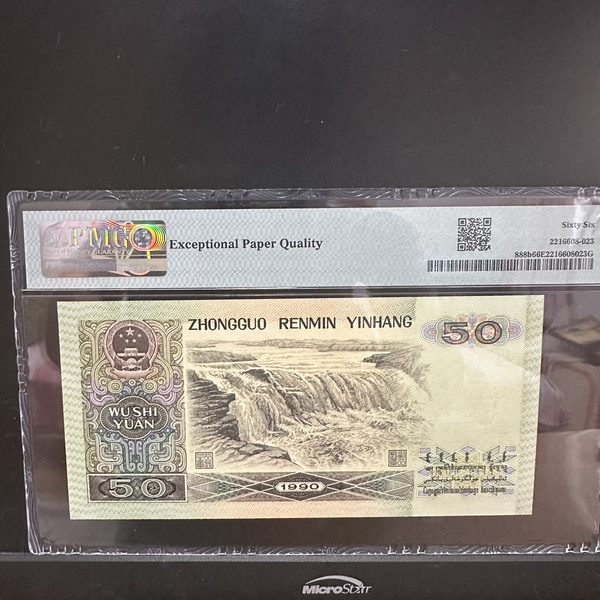 PMG
Exceptional Paper Quality
Sixty Six
2216608-023
888b66E2216608023G
ZHONGGUO RENMIN YINHANG
50
WU SHI
YUAN
50
1990
MicroStar